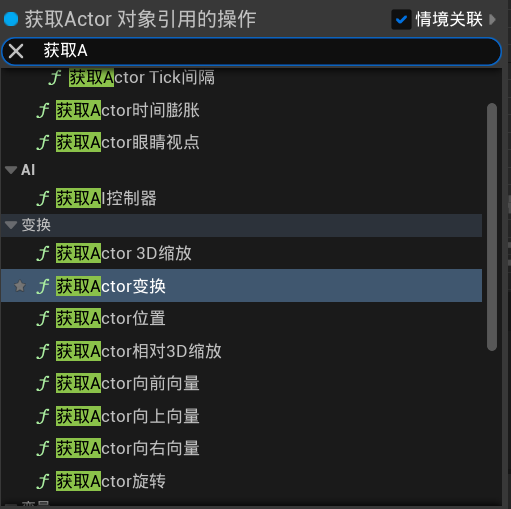 获取Actor 对象引用的操作
情境关联
获取A
获取Actor Tick间隔
获取Actor时间膨胀
获取Actor眼睛视点
AI
获取AI控制器
变换
获取Actor 3D缩放
获取Actor变换
获取Actor位置
获取Actor相对3D缩放
获取Actor向前向量
获取Actor向上向量
获取Actor向右向量
获取Actor旋转